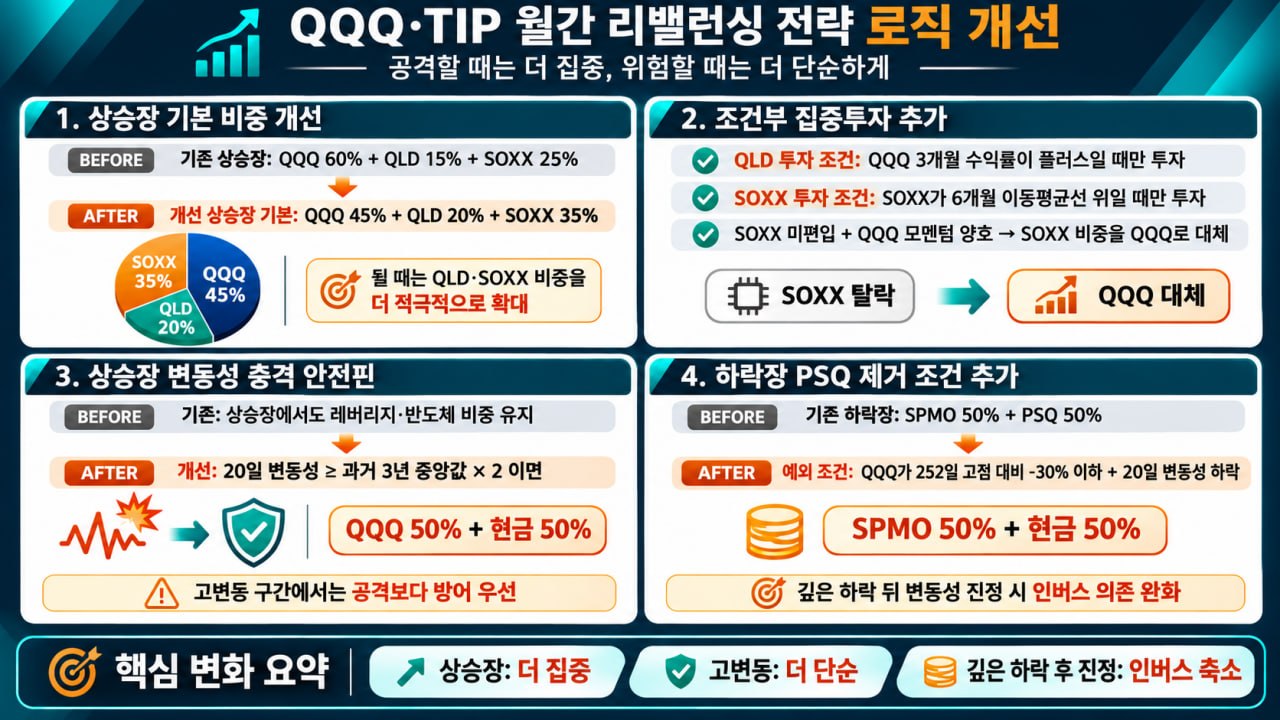 QQQ·TIP 월간 리밸런싱 전략 로직 개선
공격할 때는 더 집중, 위험할 때는 더 단순하게
1. 상승장 기본 비중 개선
BEFORE 기존 상승장: QQQ 60% + QLD 15% + SOXX 25%
AFTER 개선 상승장 기본: QQQ 45% + QLD 20% + SOXX 35%
SOXX
35%
QQQ
45%
QLD
20%
될 때는 QLD·SOXX 비중을
더 적극적으로 확대
2. 조건부 집중투자 추가
QLD 투자 조건: QQQ 3개월 수익률이 플러스일 때만 투자
SOXX 투자 조건: SOXX가 6개월 이동평균선 위일 때만 투자
SOXX 미편입 + QQQ 모멘텀 양호 → SOXX 비중을 QQQ로 대체
SOXX 탈락
QQQ 대체
3. 상승장 변동성 충격 안전핀
BEFORE 기존: 상승장에서도 레버리지·반도체 비중 유지
AFTER 개선: 20일 변동성 ≥ 과거 3년 중앙값 × 2 이면
QQQ 50% + 현금 50%
고변동 구간에서는 공격보다 방어 우선
4. 하락장 PSQ 제거 조건 추가
BEFORE 기존 하락장: SPMO 50% + PSQ 50%
AFTER 예외 조건: QQQ가 252일 고점 대비 -30% 이하 + 20일 변동성 하락
SPMO 50% + 현금 50%
깊은 하락 뒤 변동성 진정 시 인버스 의존 완화
핵심 변화 요약
상승장: 더 집중
고변동: 더 단순
깊은 하락 후 진정: 인버스 축소